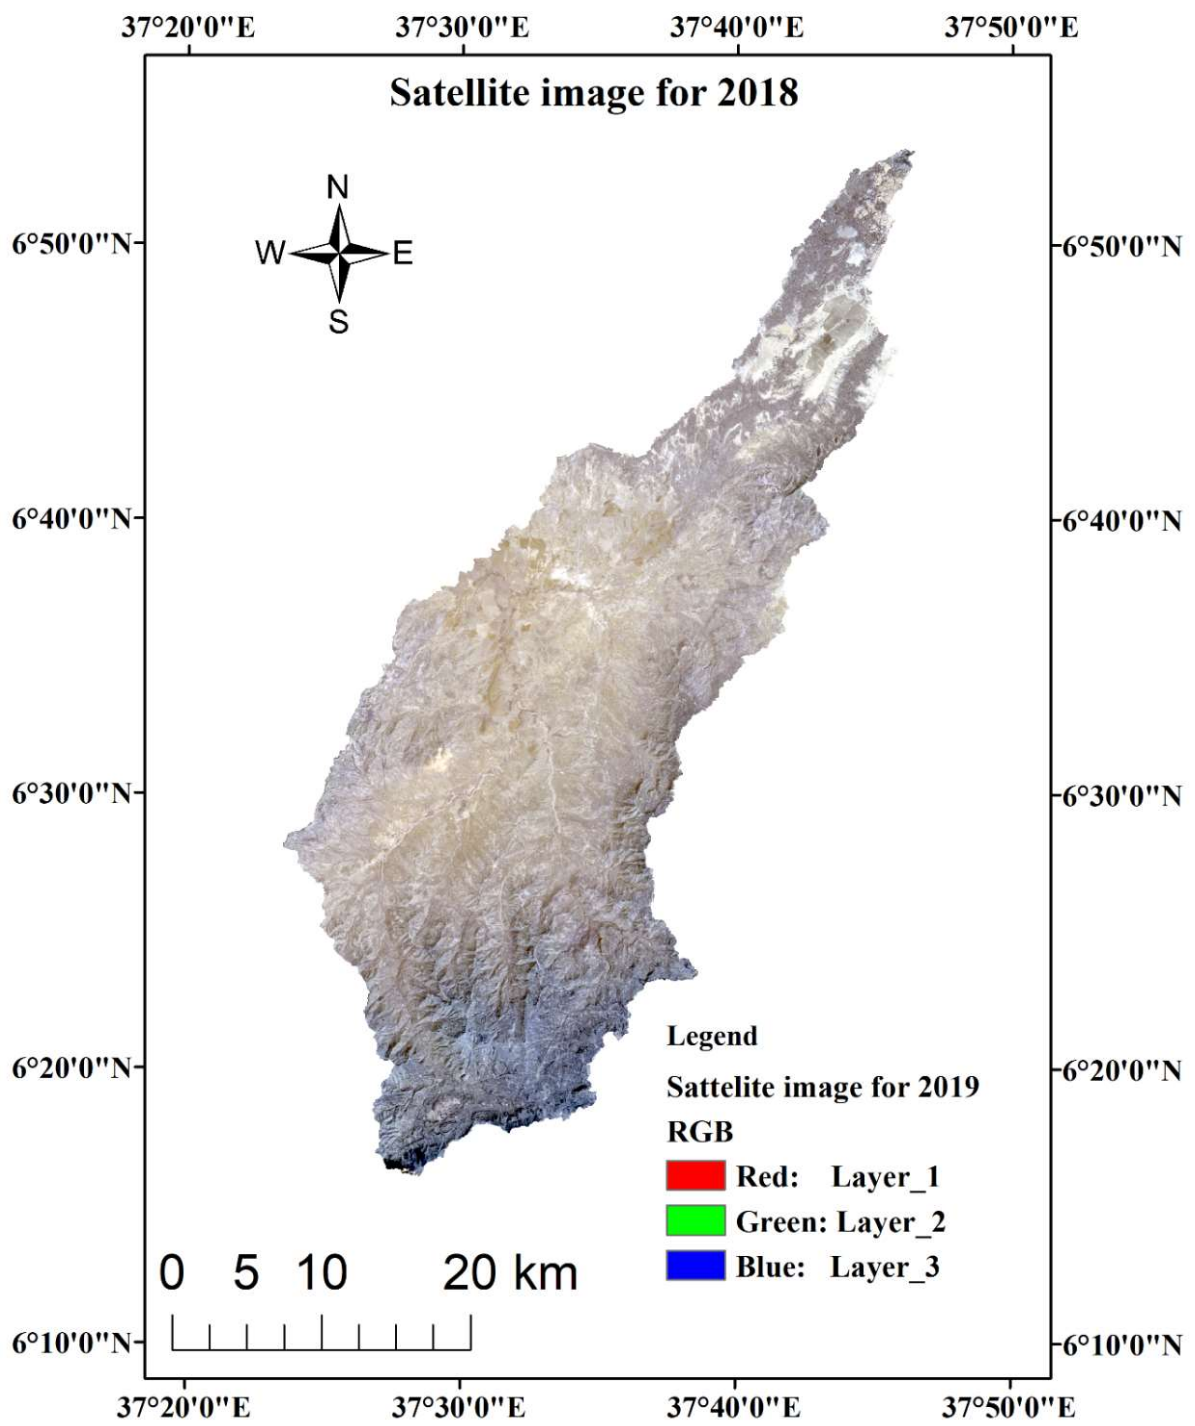 37°20'0"E 37°30'0"E 37°40'0"E 37°50'0"E
Satellite image for 2018
N
W E
S
6°50'0"N 6°50'0"N
6°40'0"N 6°40'0"N
6°30'0"N 6°30'0"N
6°20'0"N 6°20'0"N
6°10'0"N 6°10'0"N
Legend
Sattelite image for 2019
RGB
Red: Layer_1
Green: Layer_2
Blue: Layer_3
0 5 10 20 km
37°20'0"E 37°30'0"E 37°40'0"E 37°50'0"E